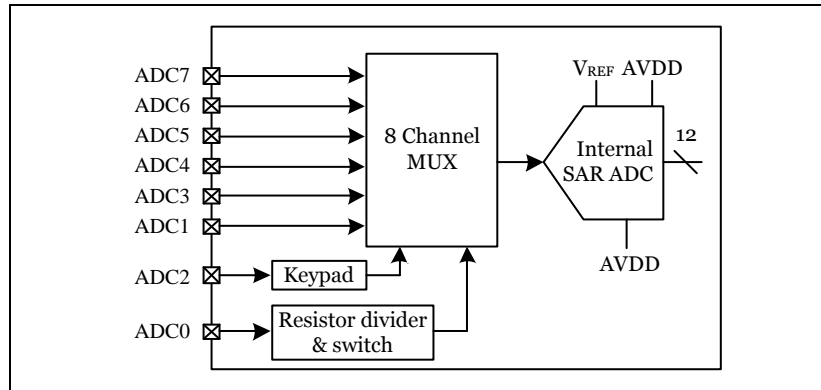 ADC7
ADC6
ADC5
ADC4
ADC3
ADC1
ADC2
ADC0
8 Channel
MUX
Keypad
Resistor divider
& switch
VREF AVDD
Internal
SAR ADC
12
AVDD